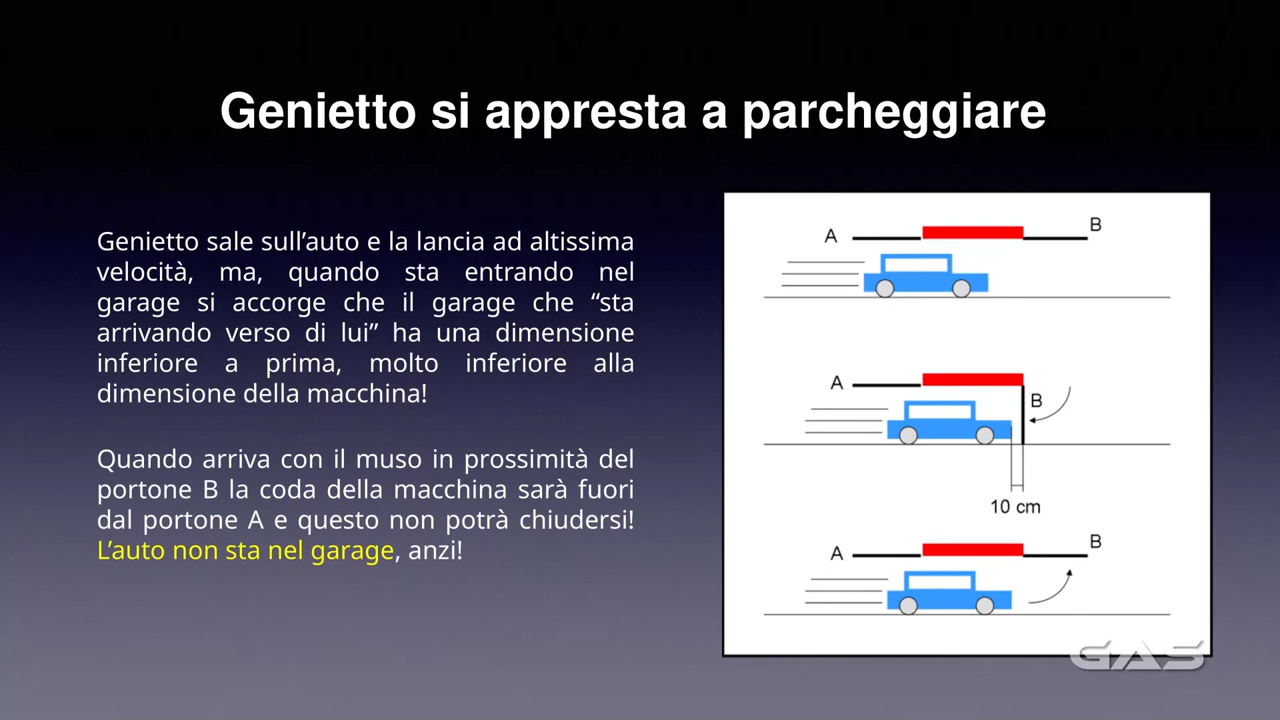 Genietto si appresta a parcheggiare
Genietto sale sull’auto e la lancia ad altissima
velocità, ma, quando sta entrando nel
garage si accorge che il garage che “sta
arrivando verso di lui” ha una dimensione
inferiore a prima, molto inferiore alla
dimensione della macchina!
Quando arriva con il muso in prossimità del
portone B la coda della macchina sarà fuori
dal portone A e questo non potrà chiudersi!
L’auto non sta nel garage, anzi!
A
B
A
B
10 cm
A
B
GAS